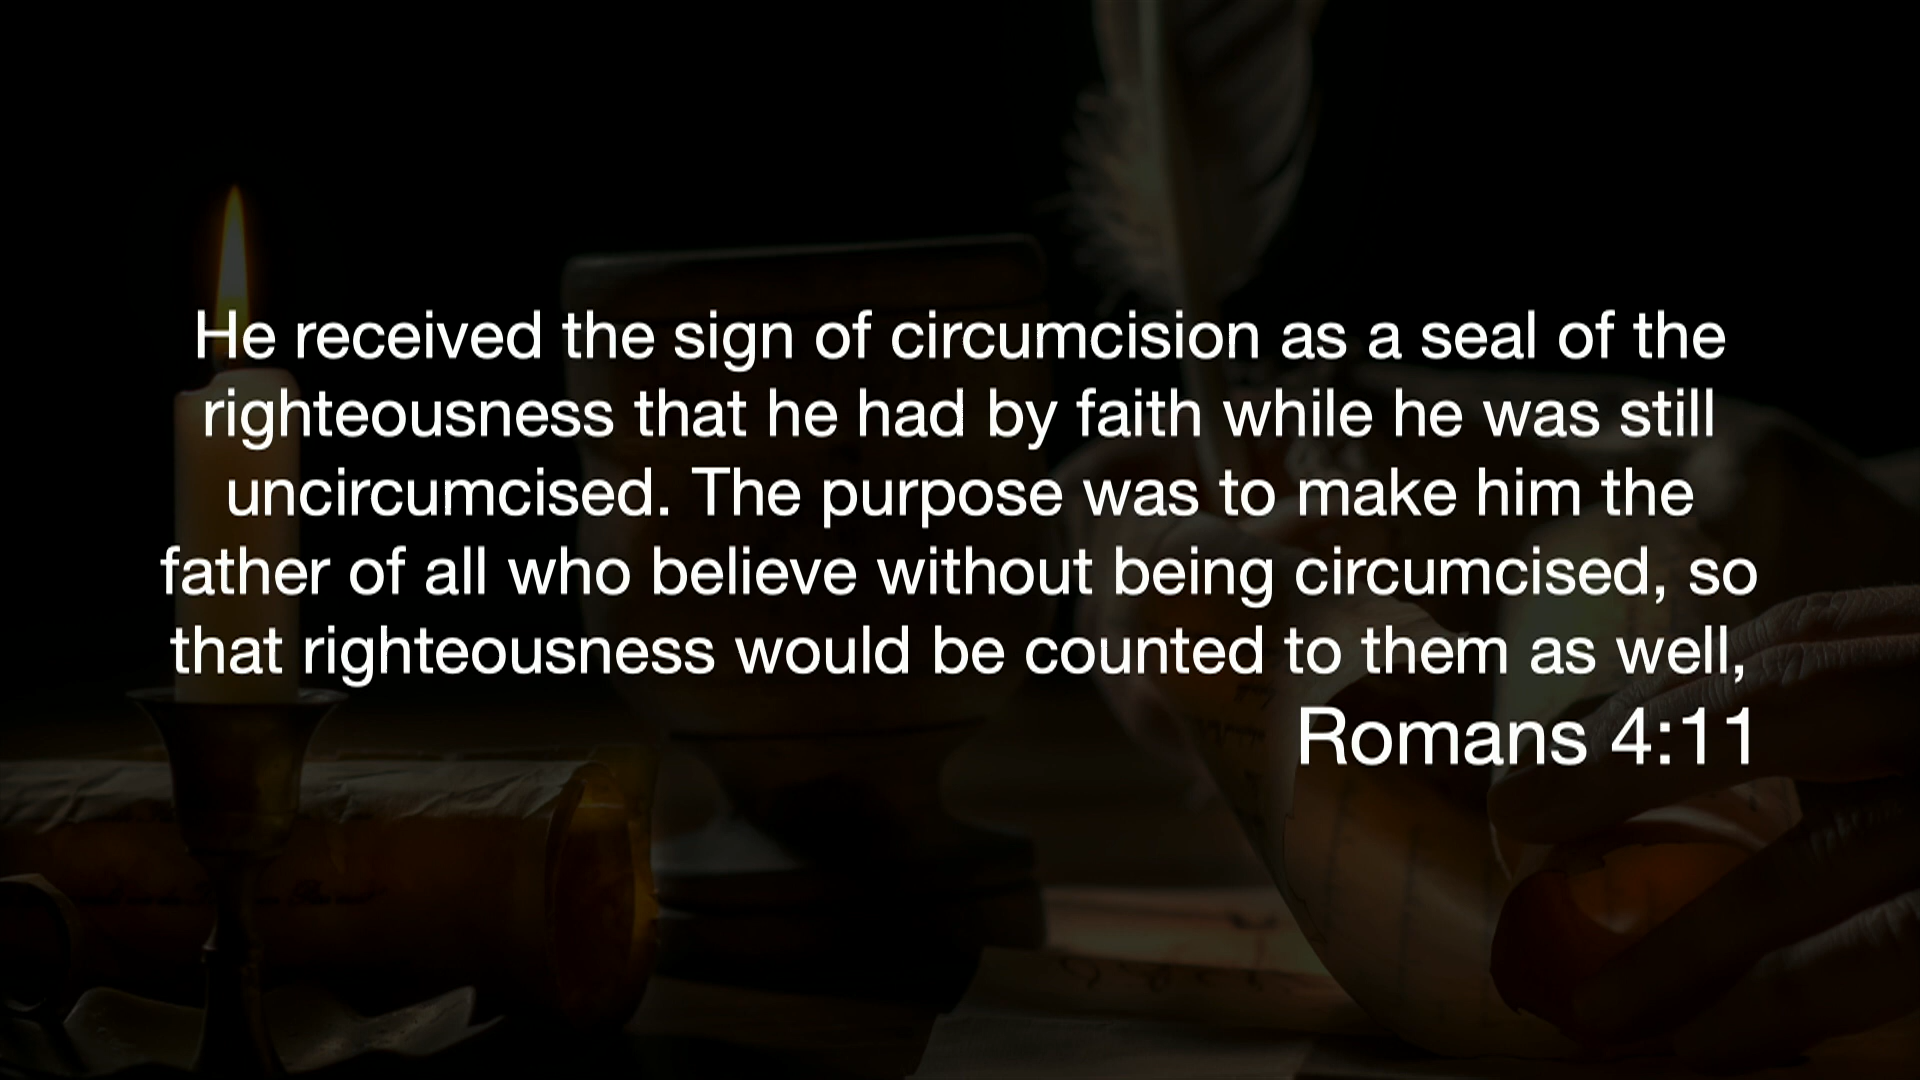 He received the sign of circumcision as a seal of the
righteousness that he had by faith while he was still
uncircumcised. The purpose was to make him the
father of all who believe without being circumcised, so
that righteousness would be counted to them as well,
Romans 4:11